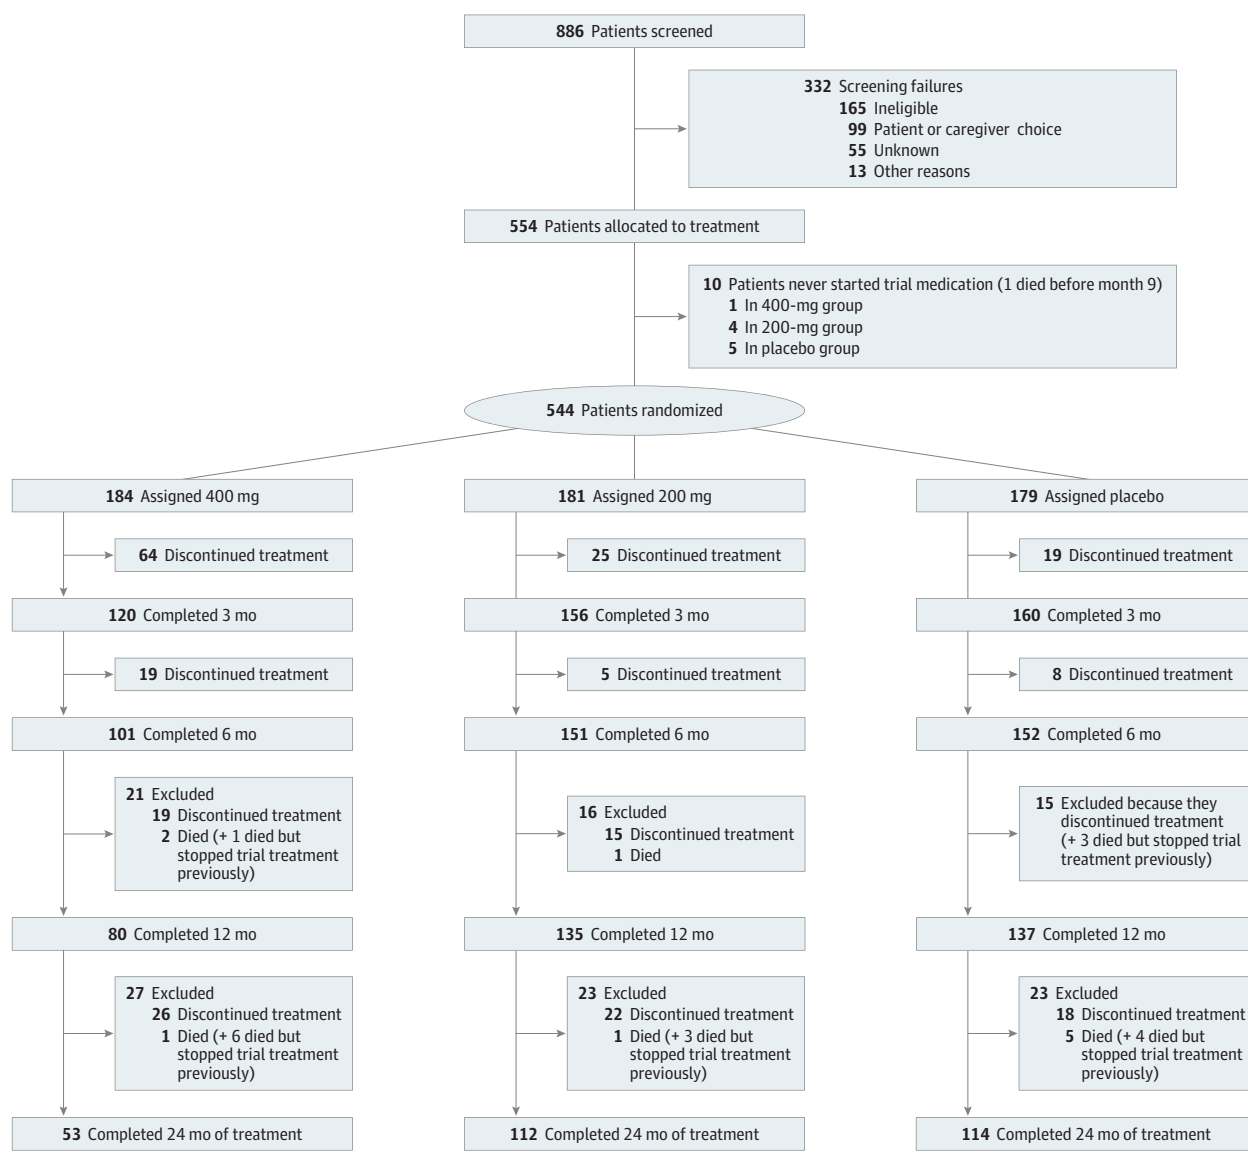 886 Patients screened
332 Screening failures
165 Ineligible
99 Patient or caregiver choice
55 Unknown
13 Other reasons
554 Patients allocated to treatment
10 Patients never started trial medication (1 died before month 9)
1 In 400-mg group
4 In 200-mg group
5 In placebo group
544 Patients randomized
184 Assigned 400 mg
181 Assigned 200 mg
179 Assigned placebo
64 Discontinued treatment
25 Discontinued treatment
19 Discontinued treatment
120 Completed 3 mo
156 Completed 3 mo
160 Completed 3 mo
19 Discontinued treatment
5 Discontinued treatment
8 Discontinued treatment
101 Completed 6 mo
151 Completed 6 mo
152 Completed 6 mo
21 Excluded
19 Discontinued treatment
2 Died (+ 1 died but
stopped trial treatment
previously)
16 Excluded
15 Discontinued treatment
1 Died
15 Excluded because they
discontinued treatment
(+ 3 died but stopped trial
treatment previously)
80 Completed 12 mo
135 Completed 12 mo
137 Completed 12 mo
27 Excluded
26 Discontinued treatment
1 Died (+ 6 died but
stopped trial treatment
previously)
23 Excluded
22 Discontinued treatment
1 Died (+ 3 died but
stopped trial treatment
previously)
23 Excluded
18 Discontinued treatment
5 Died (+ 4 died but
stopped trial treatment
previously)
53 Completed 24 mo of treatment
112 Completed 24 mo of treatment
114 Completed 24 mo of treatment